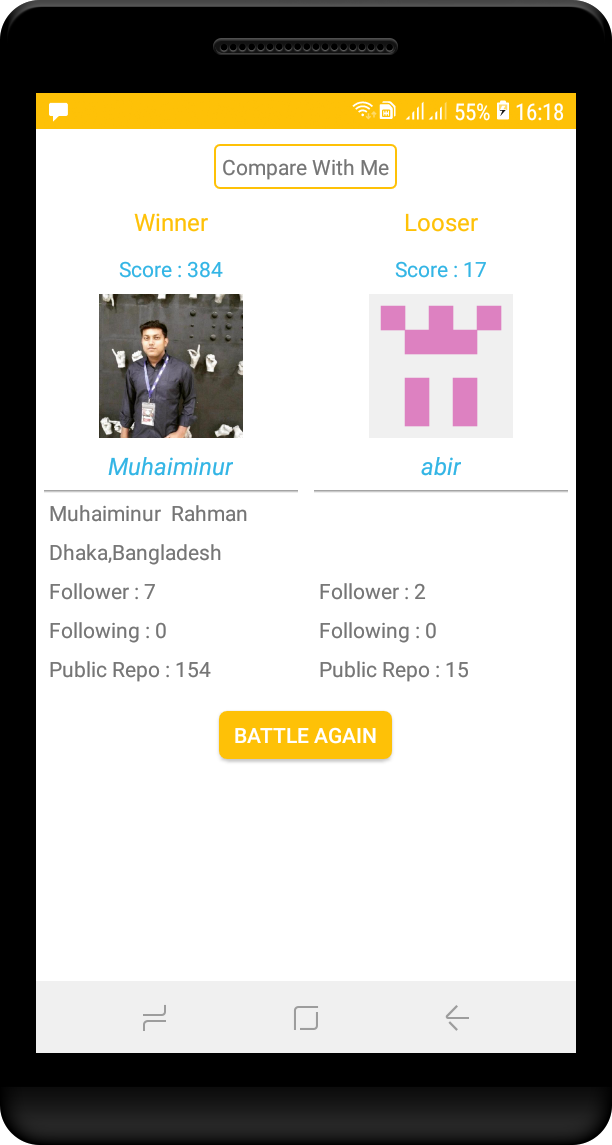 55% 16:18
Compare With Me
Winner Looser
Score : 384 Score : 17
Muhaiminur abir
Muhaiminur  Rahman
Dhaka,Bangladesh
Follower : 7 Follower : 2
Following : 0 Following : 0
Public Repo : 154 Public Repo : 15
BATTLE AGAIN